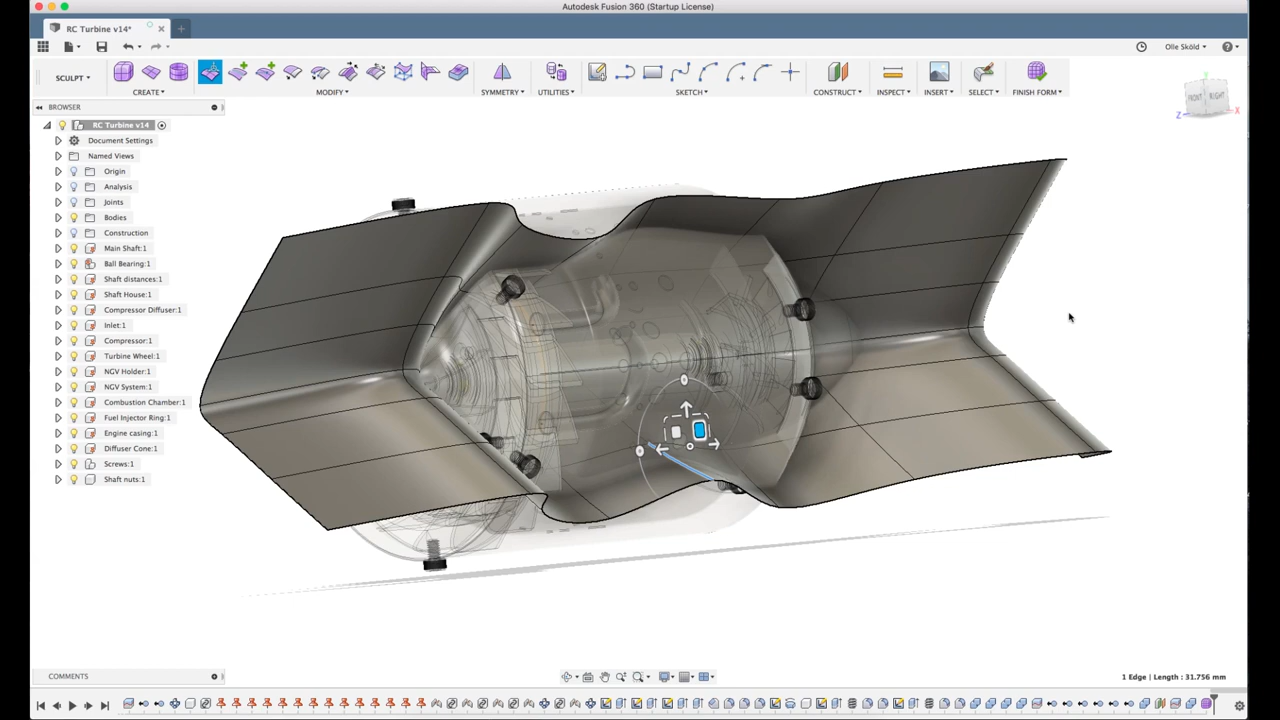 Autodesk Fusion 360 (Startup License)
RC Turbine v14*
Olle Sköld
SCULPT
CREATE
MODIFY
SYMMETRY
UTILITIES
SKETCH
CONSTRUCT
INSPECT
INSERT
SELECT
FINISH FORM
FRONT
RIGHT
Y
Z
X
BROWSER
RC Turbine v14
Document Settings
Named Views
Origin
Analysis
Joints
Bodies
Construction
Main Shaft:1
Ball Bearing:1
Shaft distances:1
Shaft House:1
Compressor Diffuser:1
Inlet:1
Compressor:1
Turbine Wheel:1
NGV Holder:1
NGV System:1
Combustion Chamber:1
Fuel Injector Ring:1
Engine casing:1
Diffuser Cone:1
Screws:1
Shaft nuts:1
COMMENTS
1 Edge | Length : 31.756 mm